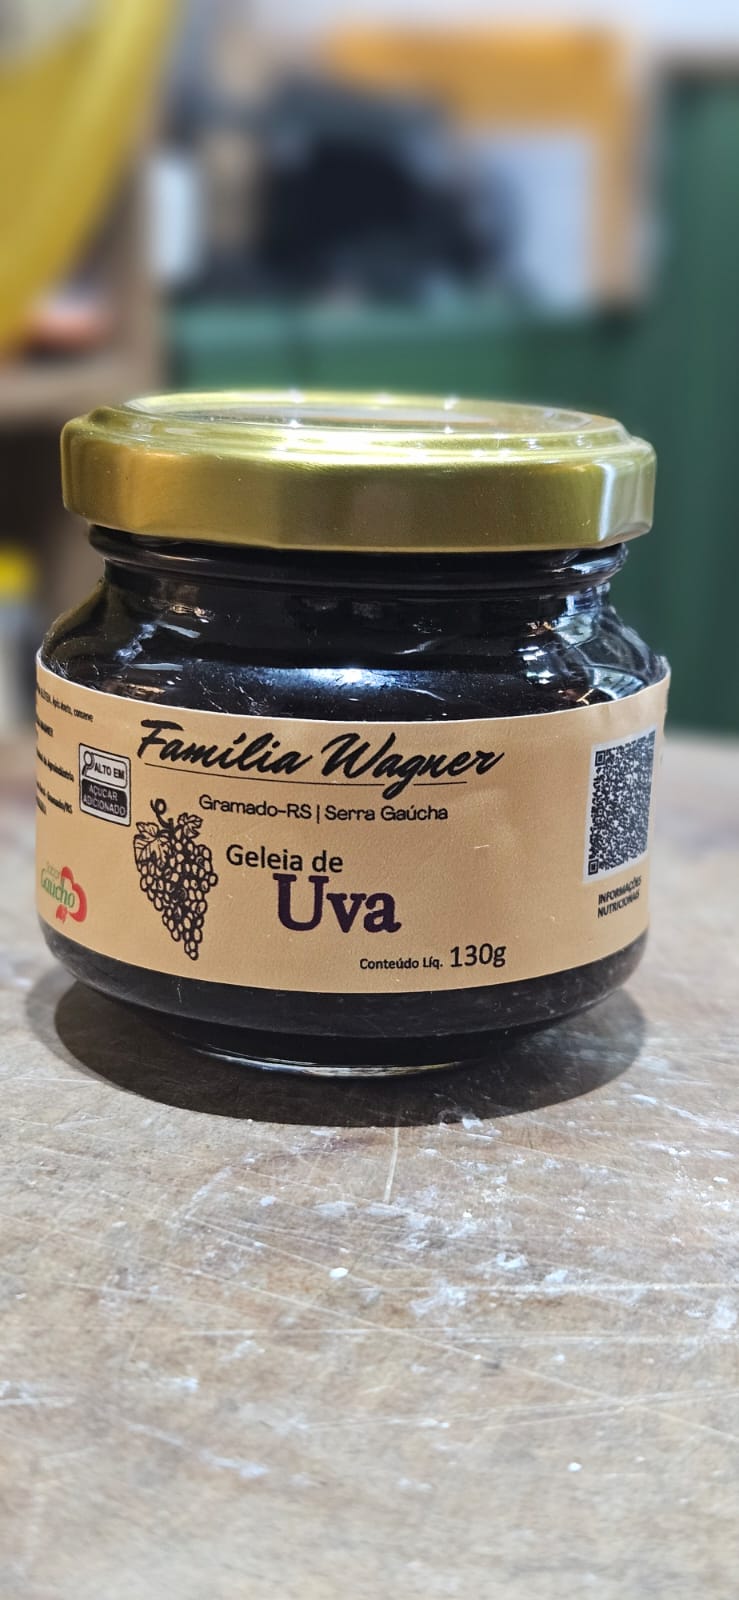 Família Wagner
Gramado-RS | Serra Gaúcha
Geleia de
Uva
Conteúdo Líq. 130g
ALTO EM
AÇÚCAR
ADICIONADO
Gaúcho
INFORMAÇÕES
NUTRICIONAIS